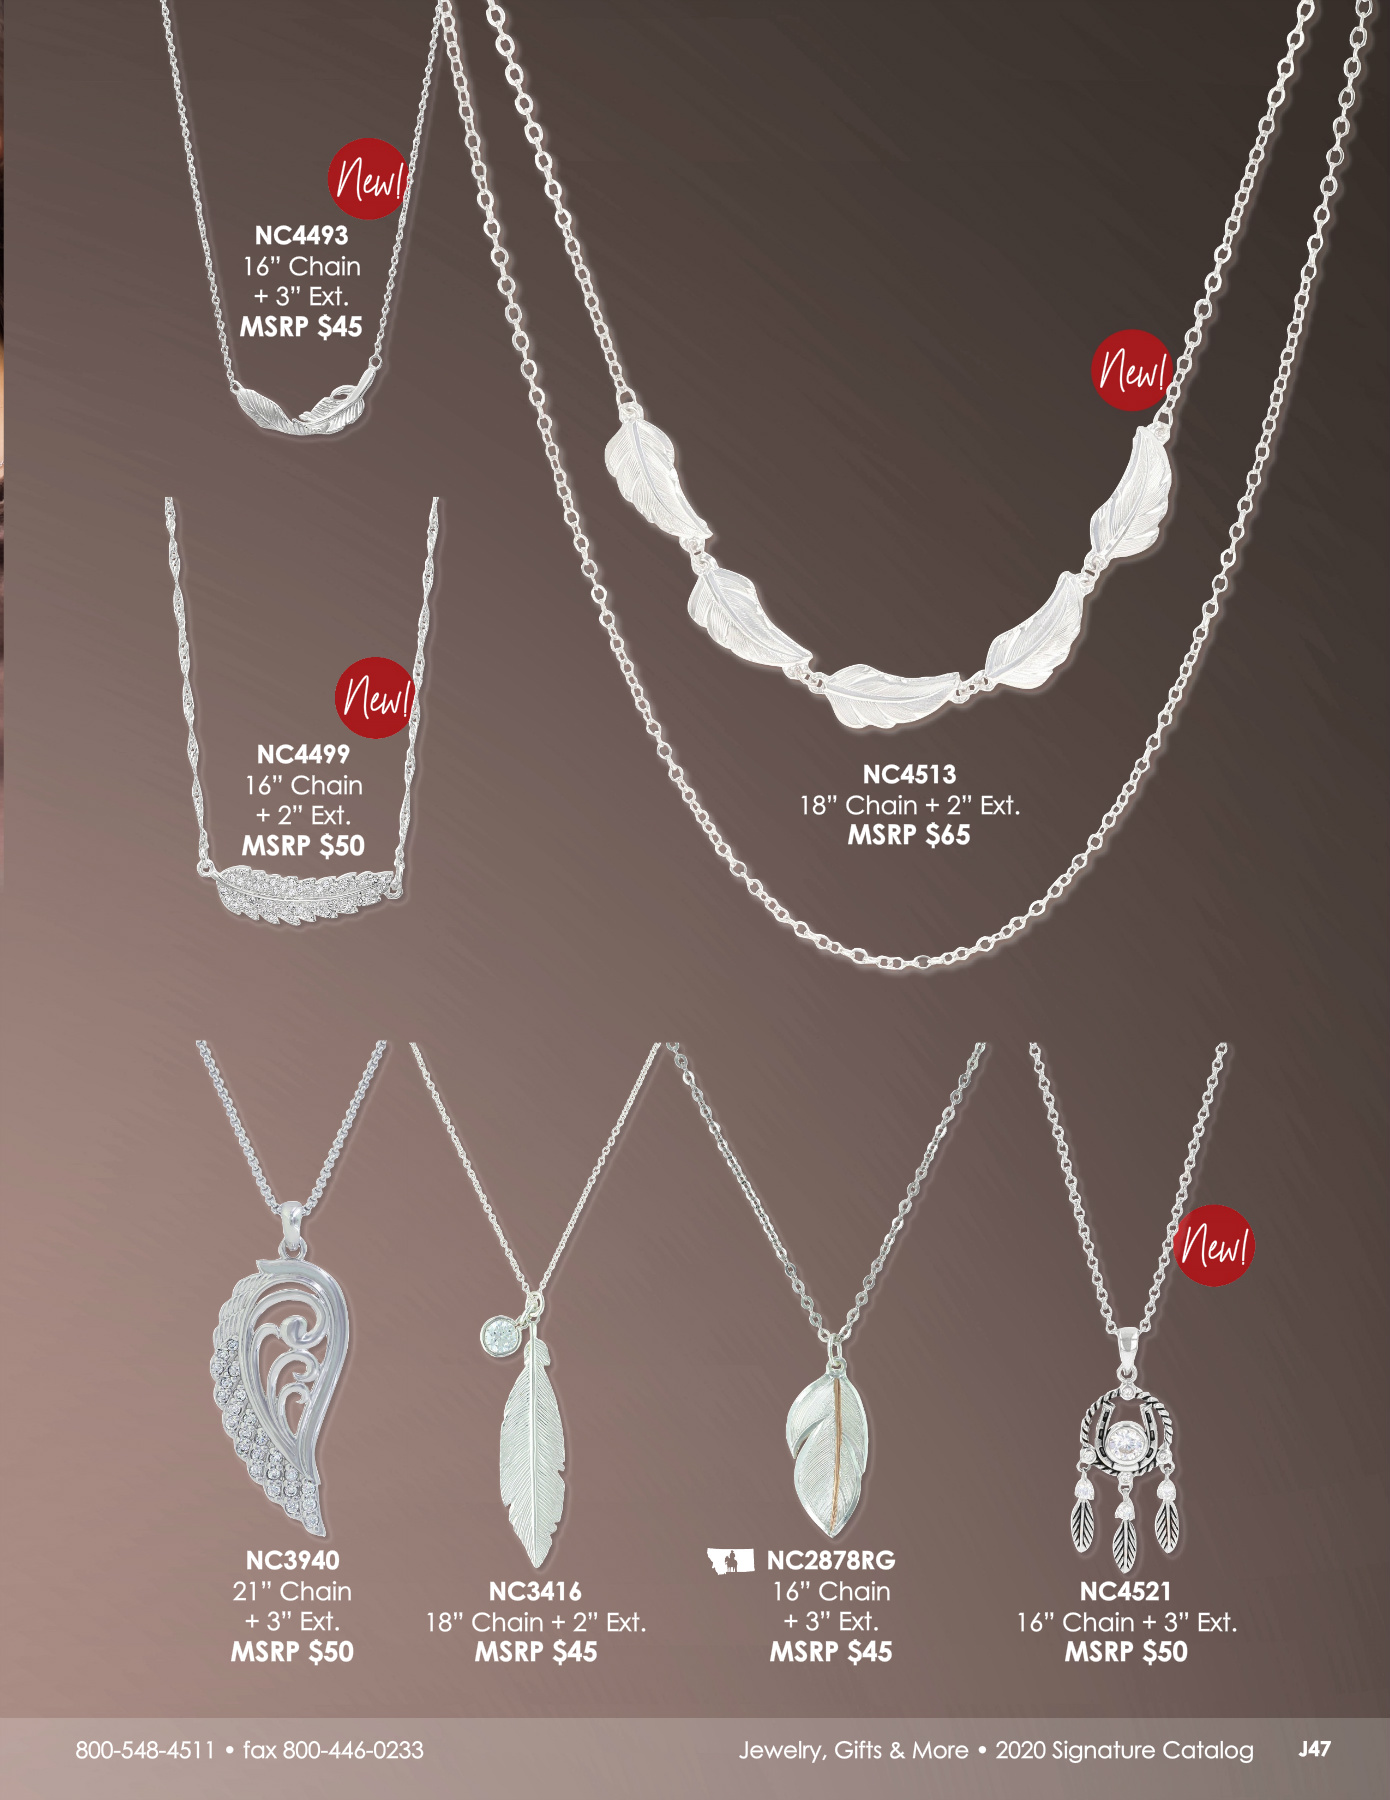 New!
NC4493
16” Chain
+ 3” Ext.
MSRP $45
New!
NC4499
16” Chain
+ 2” Ext.
MSRP $50
New!
NC4513
18” Chain + 2” Ext.
MSRP $65
NC3940
21” Chain
+ 3” Ext.
MSRP $50
NC3416
18” Chain + 2” Ext.
MSRP $45
NC2878RG
16” Chain
+ 3” Ext.
MSRP $45
New!
NC4521
16” Chain + 3” Ext.
MSRP $50
800-548-4511 • fax 800-446-0233
Jewelry, Gifts & More • 2020 Signature Catalog J47